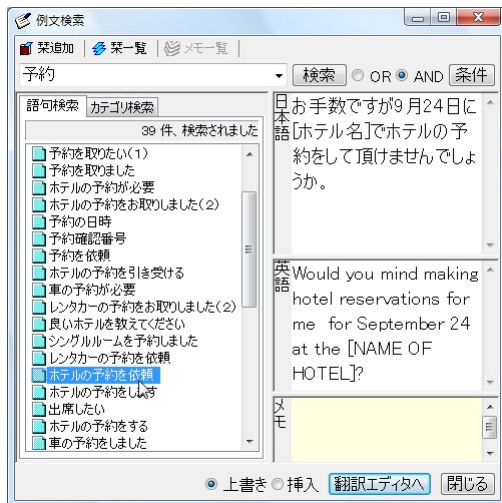 例文検索
栞追加 栞一覧 メモ一覧
予約 検索 OR AND 条件
語句検索 カテゴリ検索
39 件、検索されました
予約を取りたい(1)
予約を取りました
ホテルの予約が必要
ホテルの予約をお取りしました(2)
予約の日時
予約確認番号
予約を依頼
ホテルの予約を引き受ける
車の予約が必要
レンタカーの予約をお取りしました(2)
良いホテルを教えてください
シングルルームを予約しました
レンタカーの予約を依頼
ホテルの予約を依頼
ホテルの予約をします
出席したい
ホテルの予約をする
車の予約をしました
日本語
お手数ですが9月24日に
[ホテル名]でホテルの予
約をして頂けませんでしょ
うか。
英語
Would you mind making
hotel reservations for
me for September 24
at the [NAME OF
HOTEL]?
メモ
上書き 挿入 翻訳エディタへ 閉じる